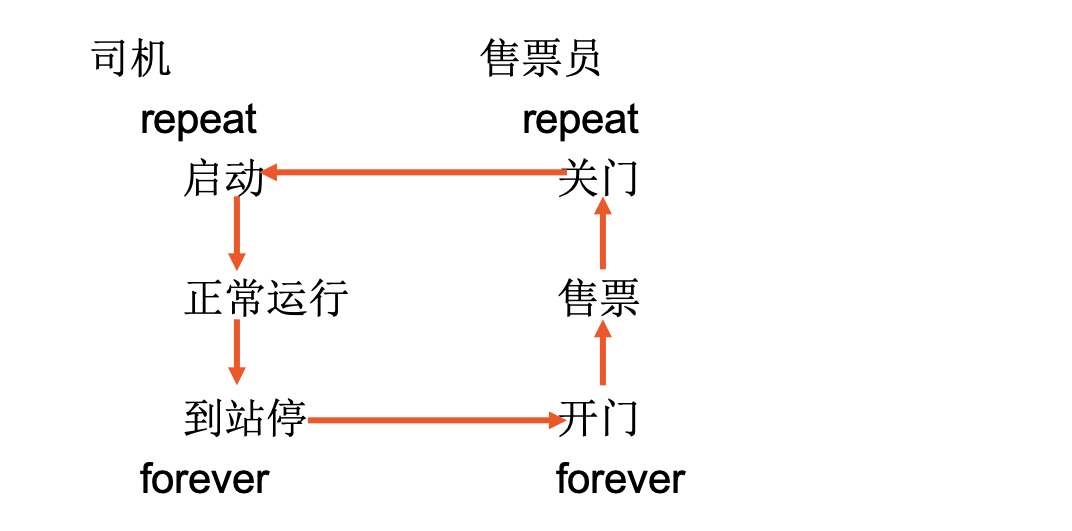 司机 售票员
repeat repeat
启动 关门
正常运行 售票
到站停 开门
forever forever